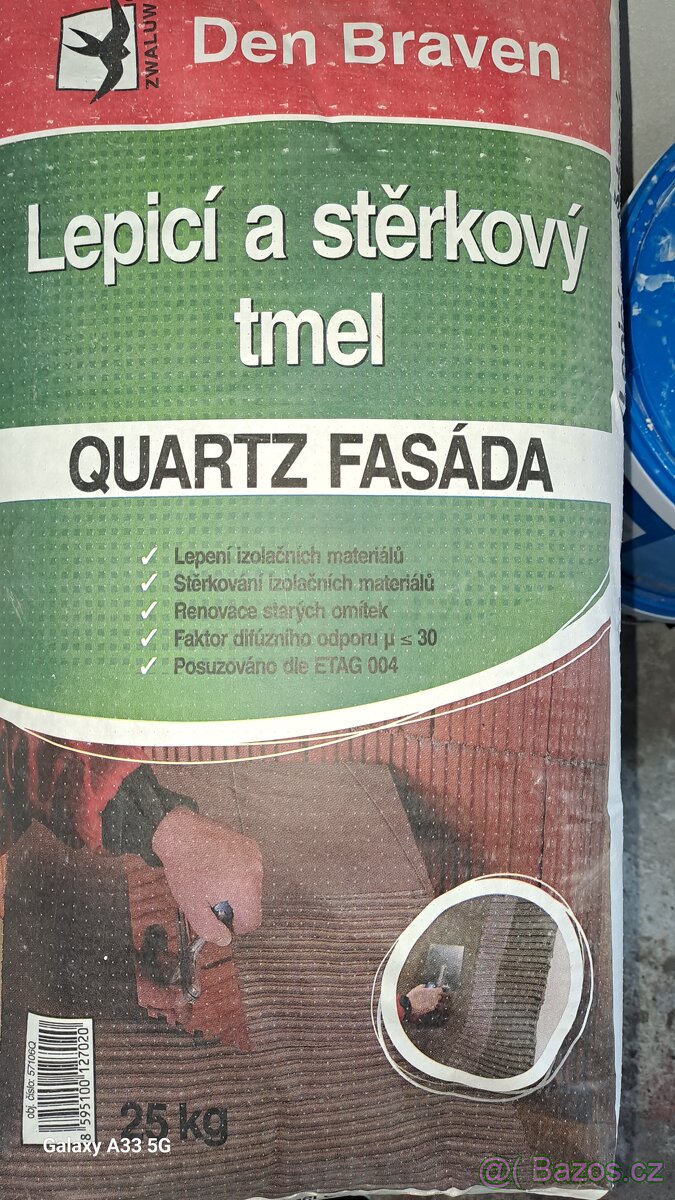 ZWALUW
Den Braven
Lepicí a stěrkový
tmel
QUARTZ FASÁDA
✓ Lepení izolačních materiálů
✓ Stěrkování izolačních materiálů
✓ Renovace starých omítek
✓ Faktor difúzního odporu μ ≤ 30
✓ Posuzováno dle ETAG 004
obj. číslo: 57106Q
8 595100 127020
25 kg
Galaxy A33 5G
@( Bazos.cz